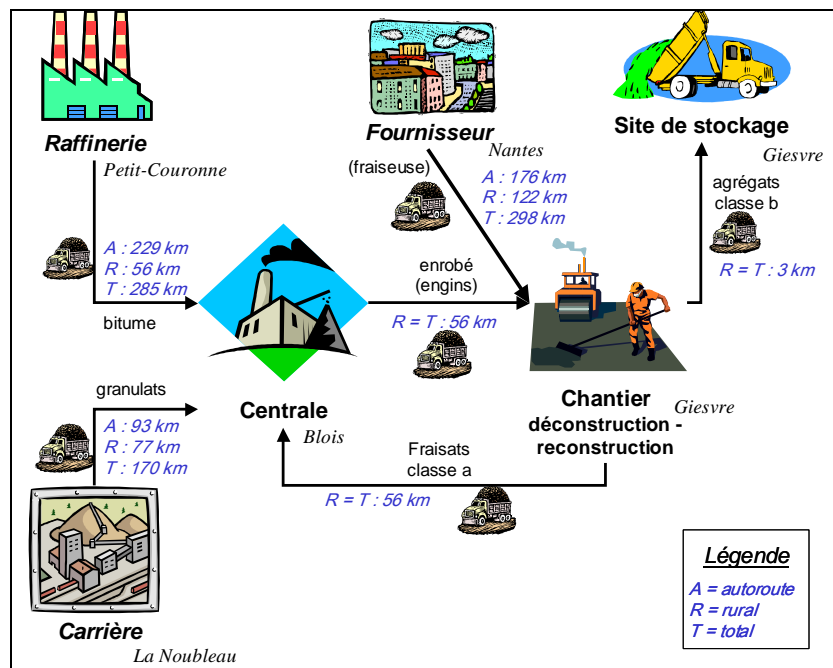 Raffinerie
Petit-Couronne
A : 229 km
R : 56 km
T : 285 km
bitume
Fournisseur
Nantes
(fraiseuse)
A : 176 km
R : 122 km
T : 298 km
Site de stockage
Giesvre
agrégats
classe b
R = T : 3 km
enrobé
(engins)
R = T : 56 km
granulats
A : 93 km
R : 77 km
T : 170 km
Centrale
Blois
Chantier
Giesvre
déconstruction -
reconstruction
Fraisats
classe a
R = T : 56 km
Carrière
La Noubleau
Légende
A = autoroute
R = rural
T = total